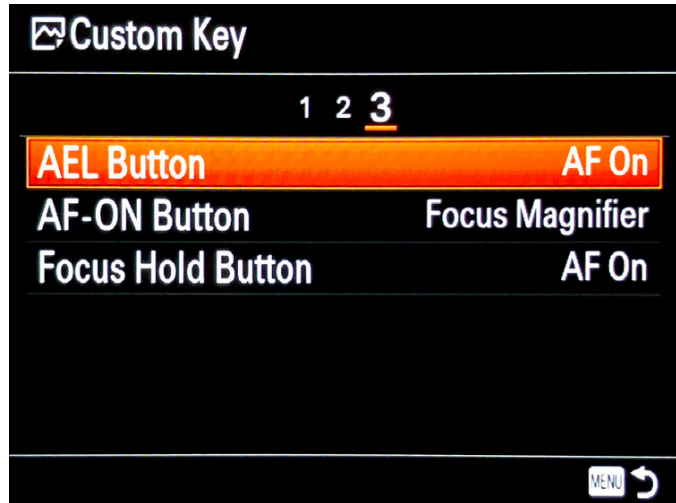 Custom Key
1 2 3
AEL Button AF On
AF-ON Button Focus Magnifier
Focus Hold Button AF On
MENU